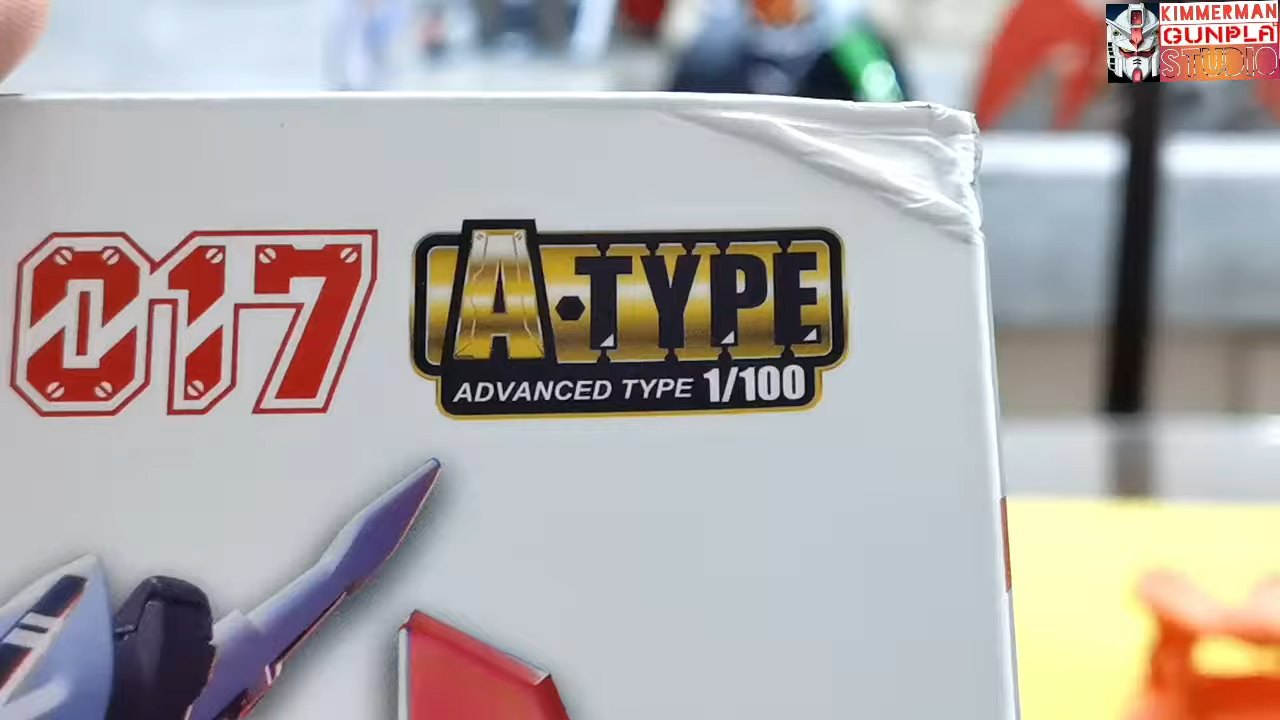 KIMMERMAN
GUNPLA
STUDIO
017
A·TYPE
ADVANCED TYPE 1/100